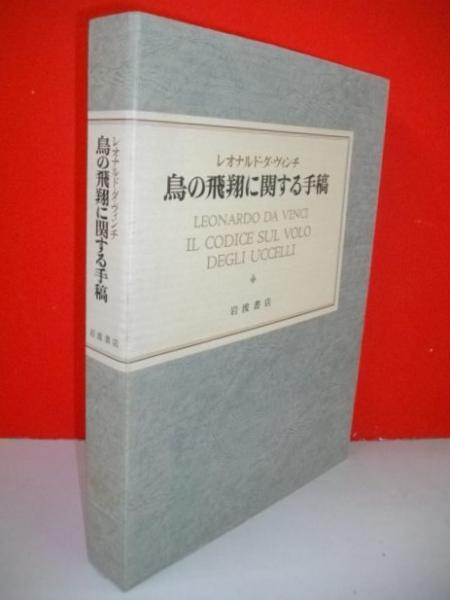 レオナルド・ダ・ヴィンチ
鳥の飛翔に関する手稿
岩波書店
レオナルド・ダ・ヴィンチ
鳥の飛翔に関する手稿
LEONARDO DA VINCI
IL CODICE SUL VOLO
DEGLI UCCELLI
岩波書店